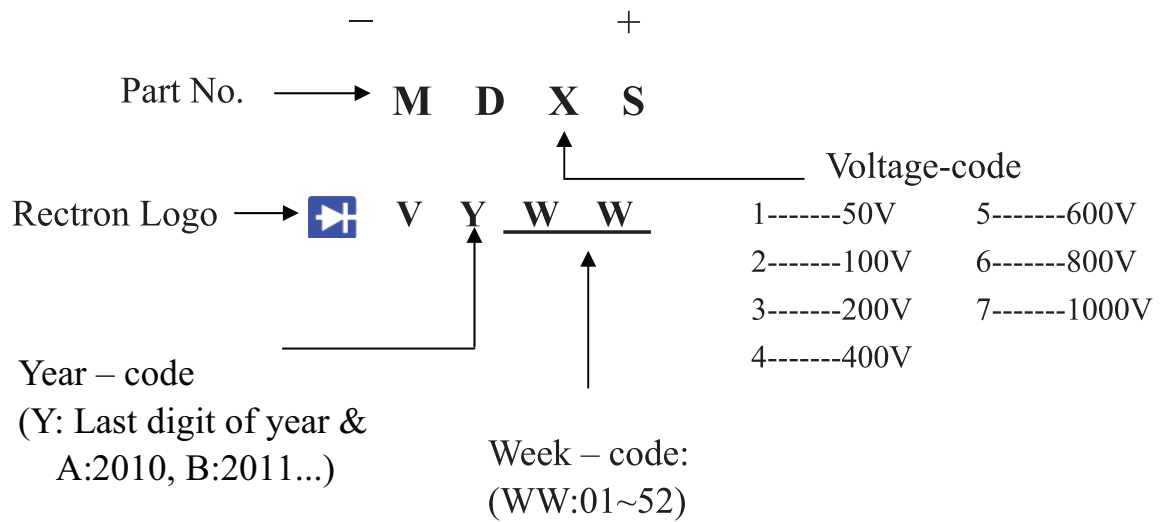 – +
Part No. M D X S
Voltage-code
Rectron Logo V Y W W
1-------50V 5-------600V
2-------100V 6-------800V
3-------200V 7-------1000V
4-------400V
Year – code
(Y: Last digit of year &
A:2010, B:2011...)
Week – code:
(WW:01~52)